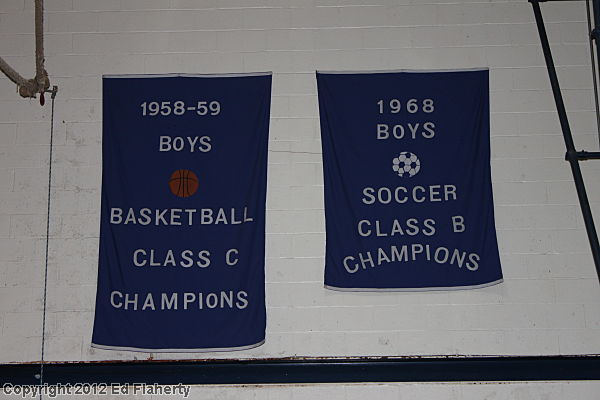 1958-59
BOYS
BASKETBALL
CLASS C
CHAMPIONS
1968
BOYS
SOCCER
CLASS B
CHAMPIONS
Copyright 2012 Ed Flaherty